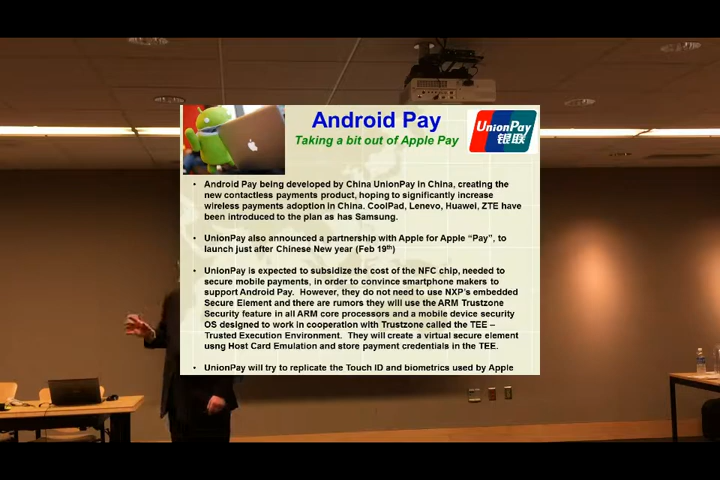 Android Pay
Taking a bit out of Apple Pay
UnionPay
银联
• Android Pay being developed by China UnionPay in China, creating the
new contactless payments product, hoping to significantly increase
wireless payments adoption in China. CoolPad, Lenevo, Huawei, ZTE have
been introduced to the plan as has Samsung.
• UnionPay also announced a partnership with Apple for Apple “Pay”, to
launch just after Chinese New year (Feb 19th)
• UnionPay is expected to subsidize the cost of the NFC chip, needed to
secure mobile payments, in order to convince smartphone makers to
support Android Pay. However, they do not need to use NXP’s embedded
Secure Element and there are rumors they will use the ARM Trustzone
Security feature in all ARM core processors and a mobile device security
OS designed to work in cooperation with Trustzone called the TEE –
Trusted Execution Environment. They will create a virtual secure element
usng Host Card Emulation and store payment credentials in the TEE.
• UnionPay will try to replicate the Touch ID and biometrics used by Apple